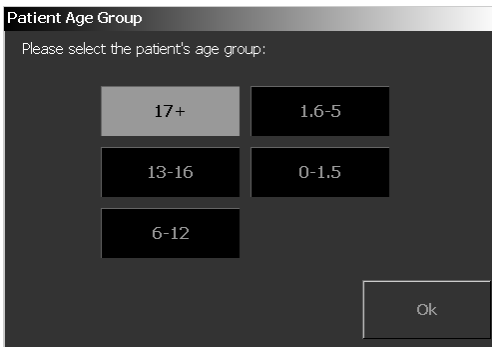 Patient Age Group
Please select the patient's age group:
17+
1.6-5
13-16
0-1.5
6-12
Ok